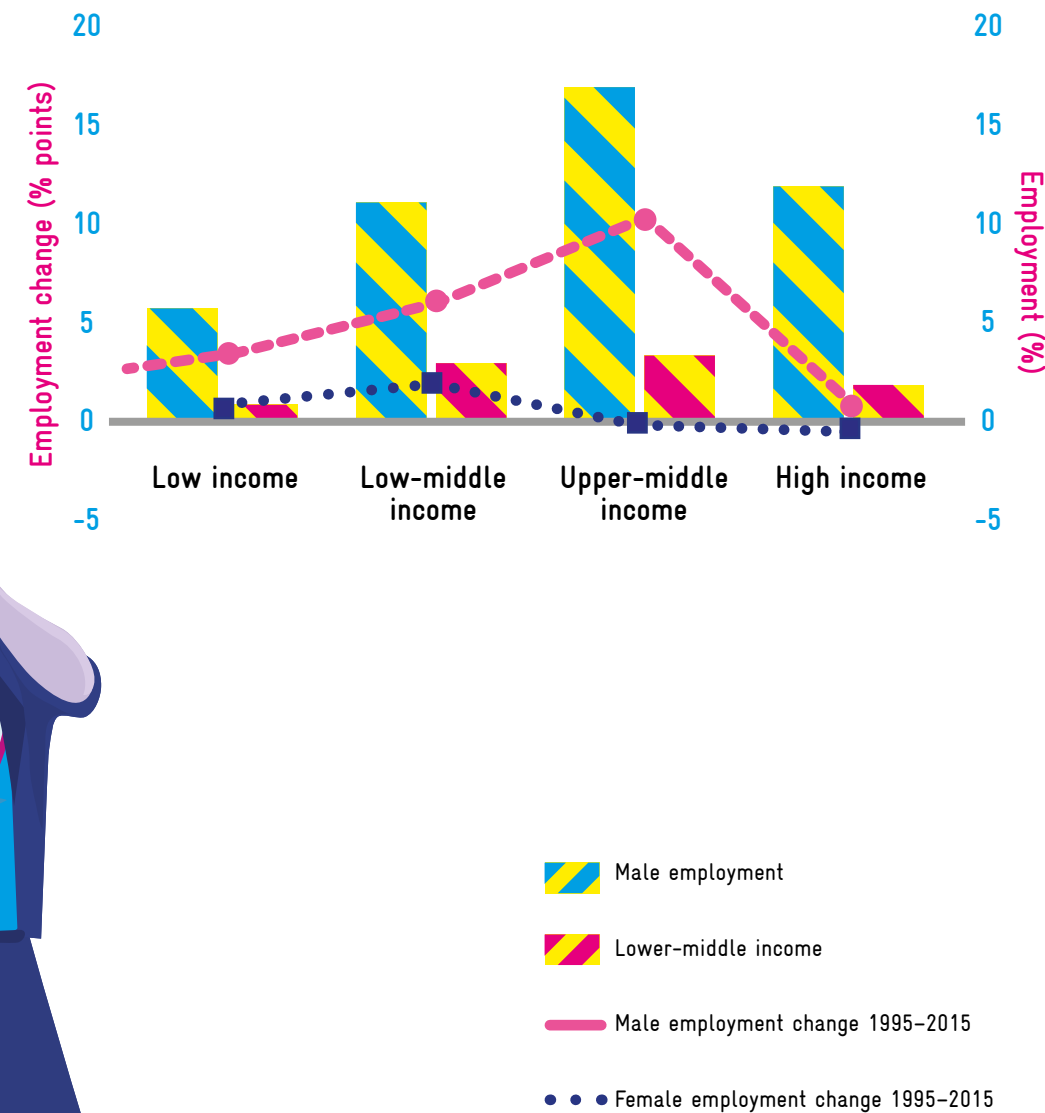 20
20
Employment change (% points)
15
15
Employment (%)
10
10
5
5
0
0
Low income
Low-middle
income
Upper-middle
income
High income
-5
-5
Male employment
Lower-middle income
Male employment change 1995–2015
Female employment change 1995–2015